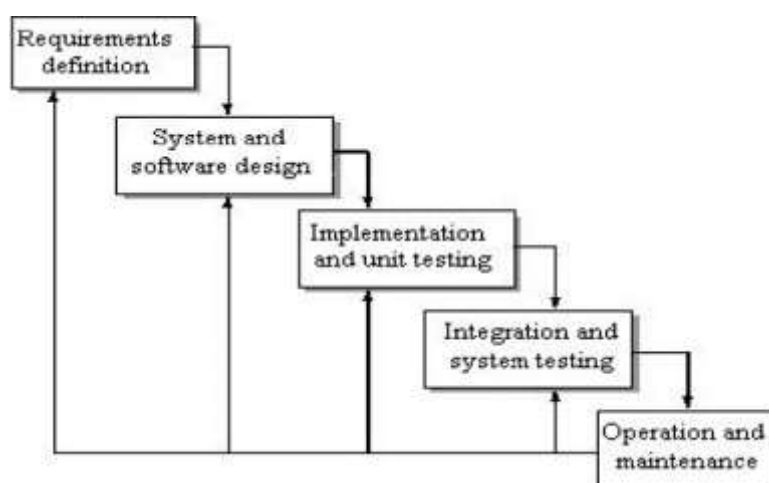 Requirements
definition
System and
software design
Implementation
and unit testing
Integration and
system testing
Operation and
maintenance